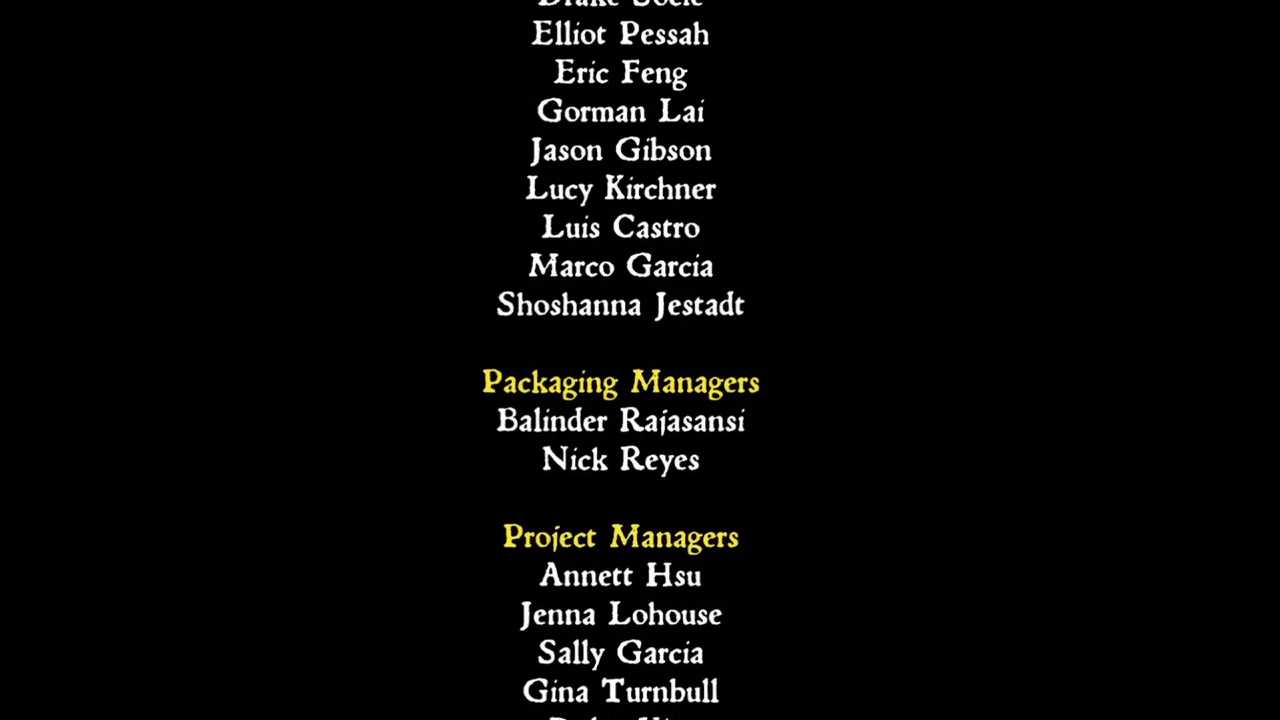 Elliot Pessah
Eric Feng
Gorman Lai
Jason Gibson
Lucy Kirchner
Luis Castro
Marco Garcia
Shoshanna Jestadt
Packaging Managers
Balinder Rajasansi
Nick Reyes
Project Managers
Annett Hsu
Jenna Lohouse
Sally Garcia
Gina Turnbull